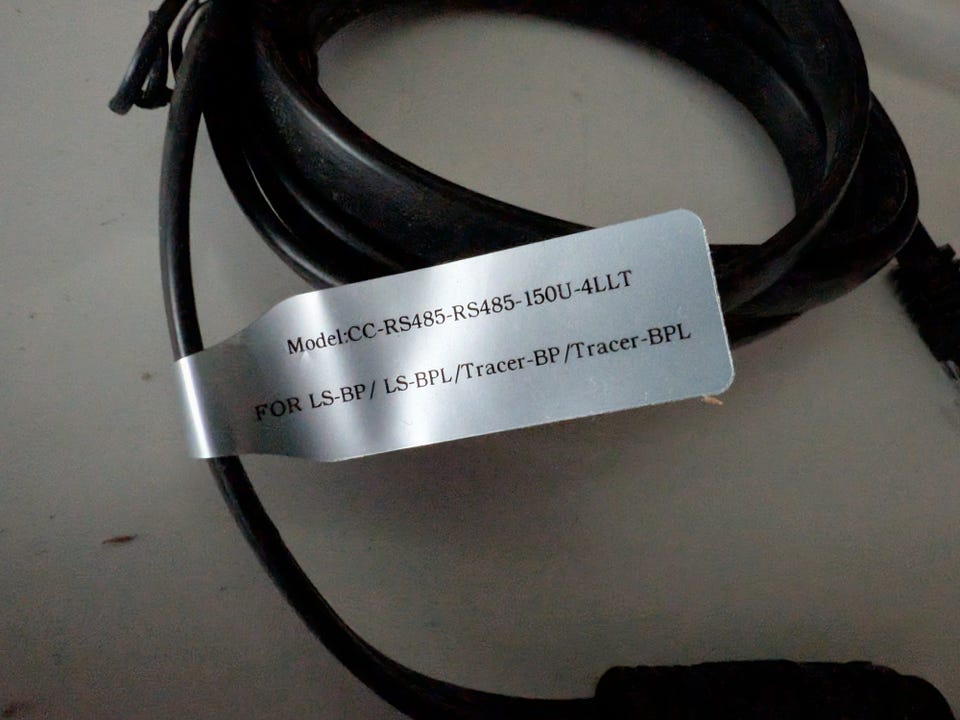 Model:CC-RS485-RS485-150U-4LLT
FOR LS-BP/ LS-BPL/Tracer-BP/Tracer-BPL